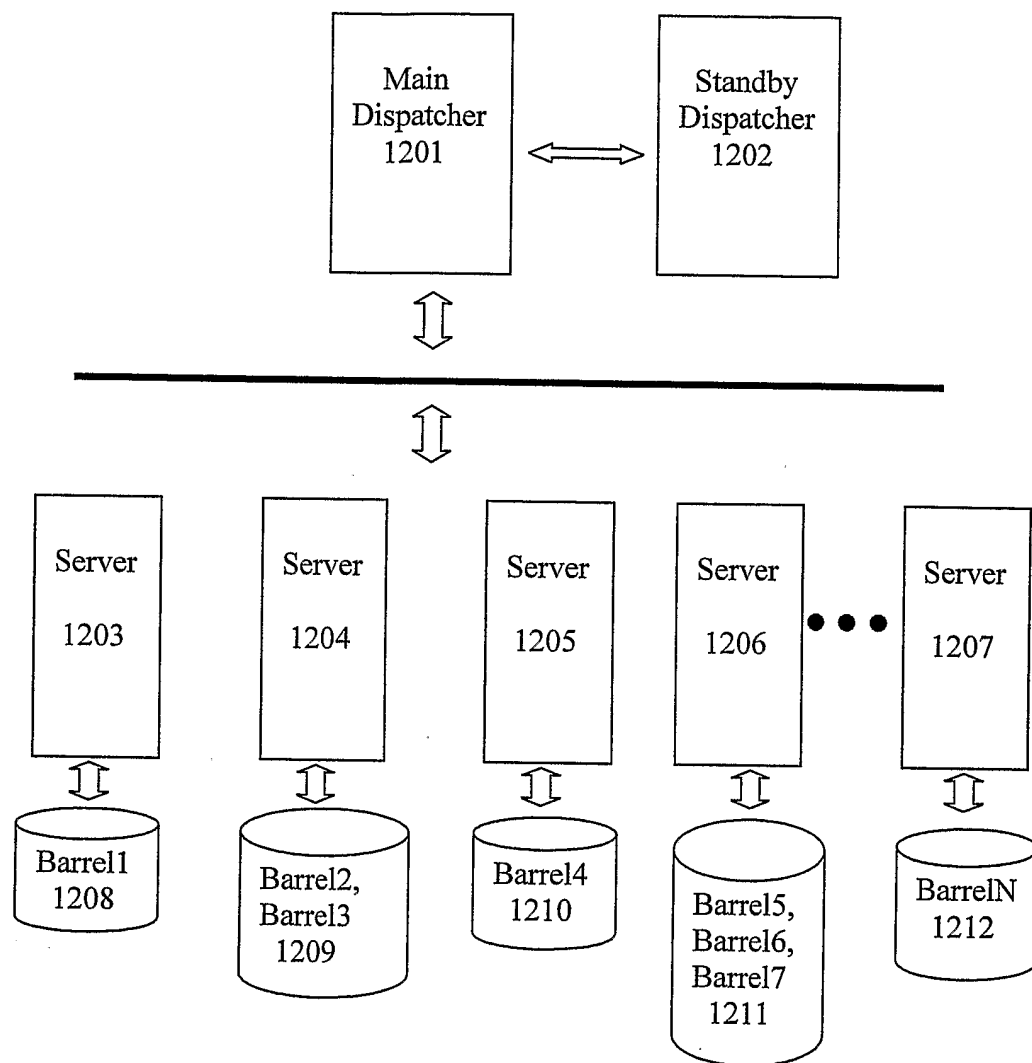 Main
Dispatcher
1201
Standby
Dispatcher
1202
Server
1203
Server
1204
Server
1205
Server
1206
Server
1207
Barrel1
1208
Barrel2,
Barrel3
1209
Barrel4
1210
Barrel5,
Barrel6,
Barrel7
1211
BarrelN
1212